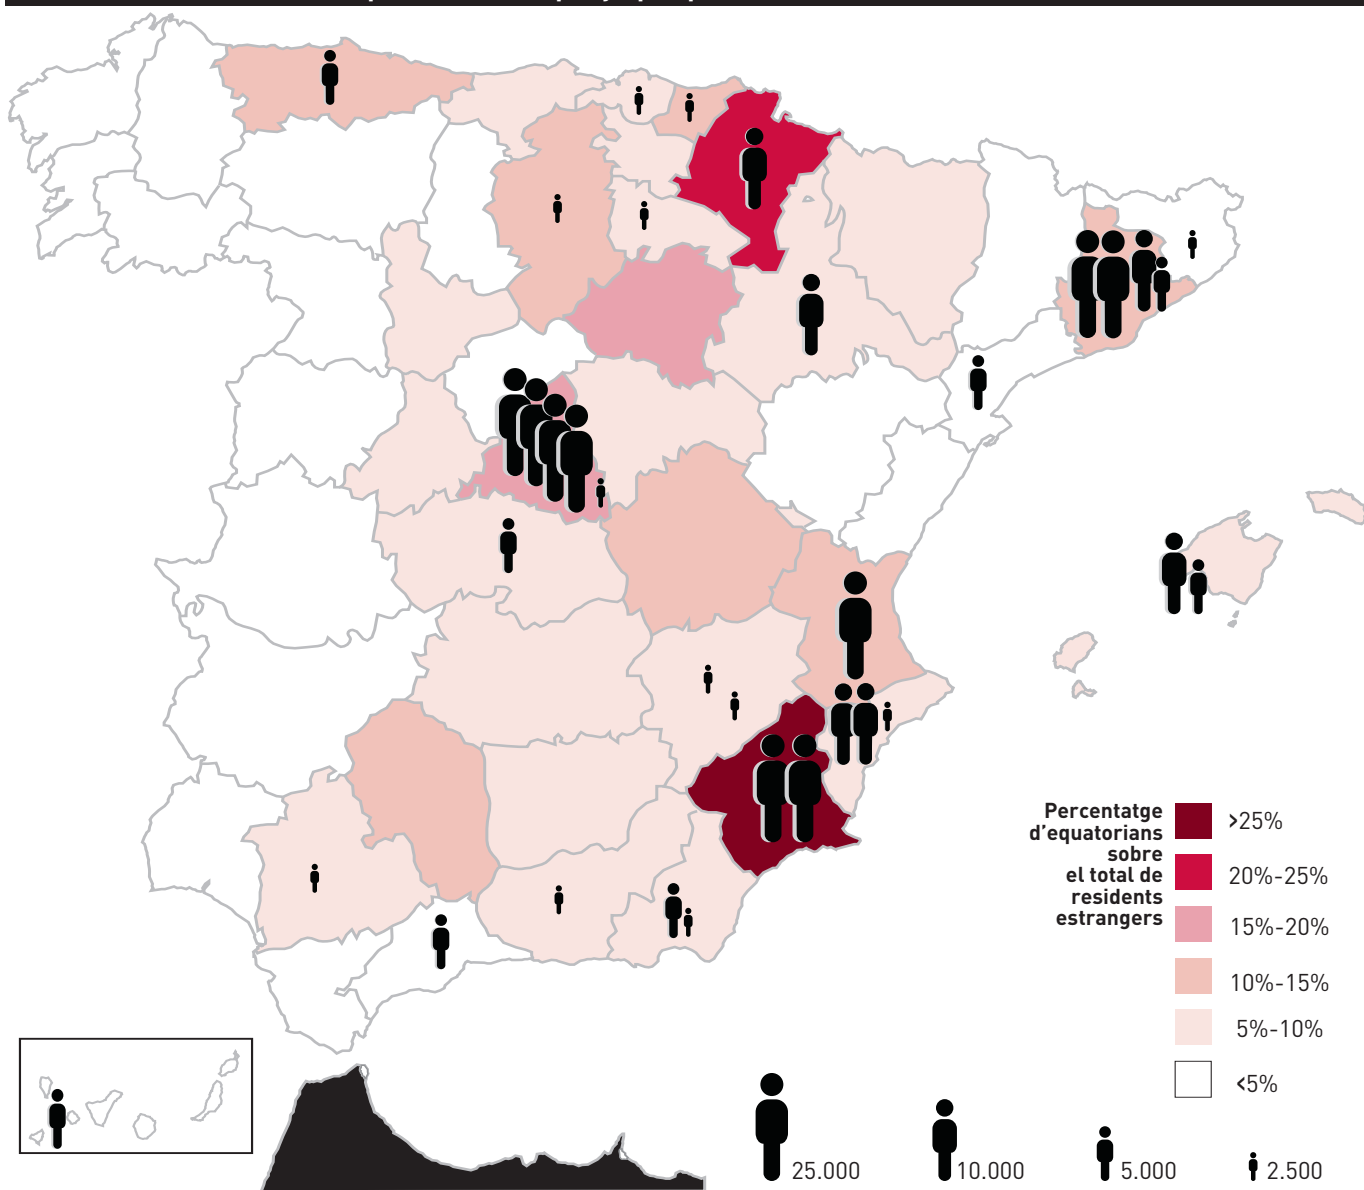 Percentatge
d'equatorians
sobre
el total de
residents
estrangers
>25%
20%-25%
15%-20%
10%-15%
5%-10%
<5%
25.000
10.000
5.000
2.500